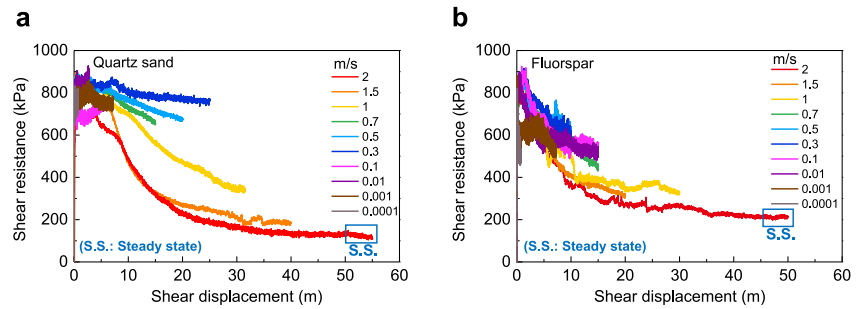 a
Quartz sand
m/s
2
1.5
1
0.7
0.5
0.3
0.1
0.01
0.001
0.0001
1000
800
600
400
200
0
Shear resistance (kPa)
(S.S.: Steady state)
S.S.
0 10 20 30 40 50 60
Shear displacement (m)
b
Fluorspar
m/s
2
1.5
1
0.7
0.5
0.3
0.1
0.01
0.001
0.0001
1000
800
600
400
200
0
Shear resistance (kPa)
(S.S.: Steady state)
S.S.
0 10 20 30 40 50 60
Shear displacement (m)